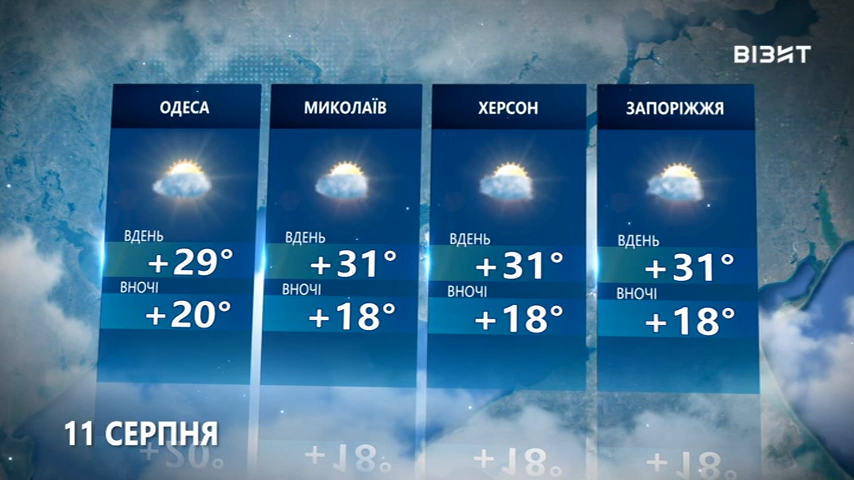 ВІЗИТ
ОДЕСА
ВДЕНЬ
+29°
ВНОЧІ
+20°
МИКОЛАЇВ
ВДЕНЬ
+31°
ВНОЧІ
+18°
ХЕРСОН
ВДЕНЬ
+31°
ВНОЧІ
+18°
ЗАПОРІЖЖЯ
ВДЕНЬ
+31°
ВНОЧІ
+18°
11 СЕРПНЯ